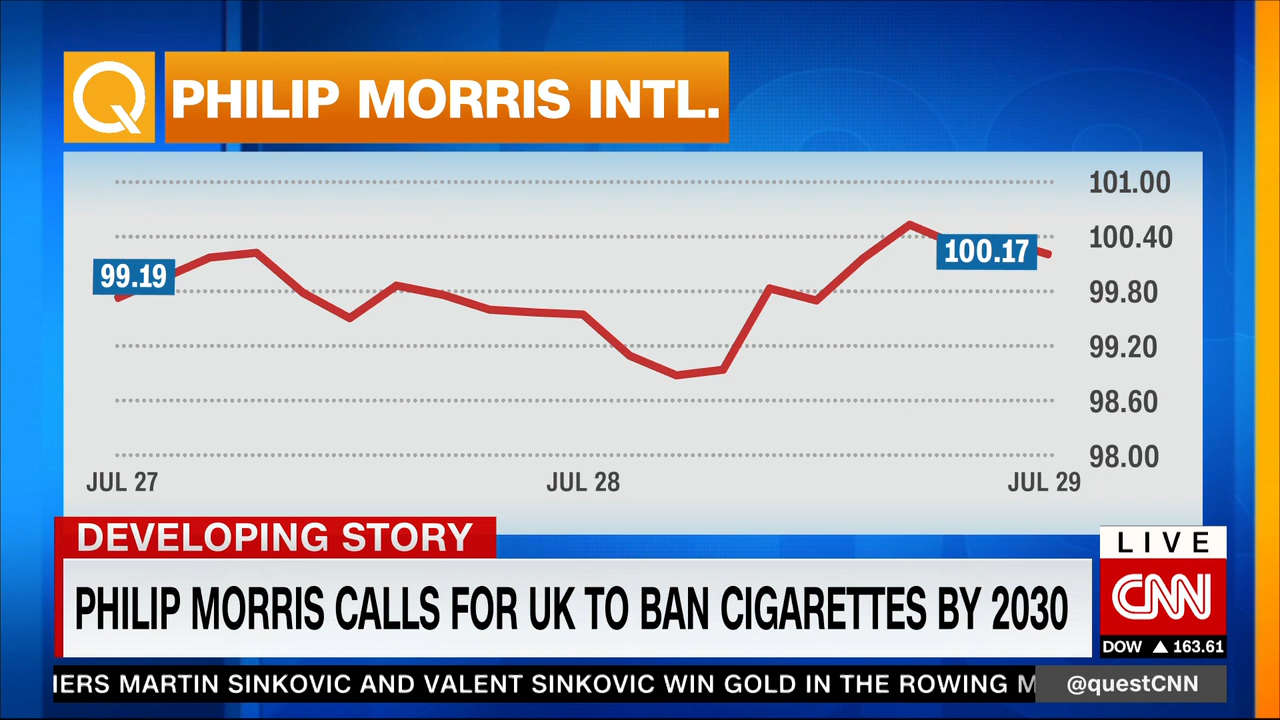 Q PHILIP MORRIS INTL.
101.00
100.40
99.19
100.17
99.80
99.20
98.60
98.00
JUL 27 JUL 28 JUL 29
DEVELOPING STORY
LIVE
PHILIP MORRIS CALLS FOR UK TO BAN CIGARETTES BY 2030
CNN
DOW ▲ 163.61
IERS MARTIN SINKOVIC AND VALENT SINKOVIC WIN GOLD IN THE ROWING M
@questCNN